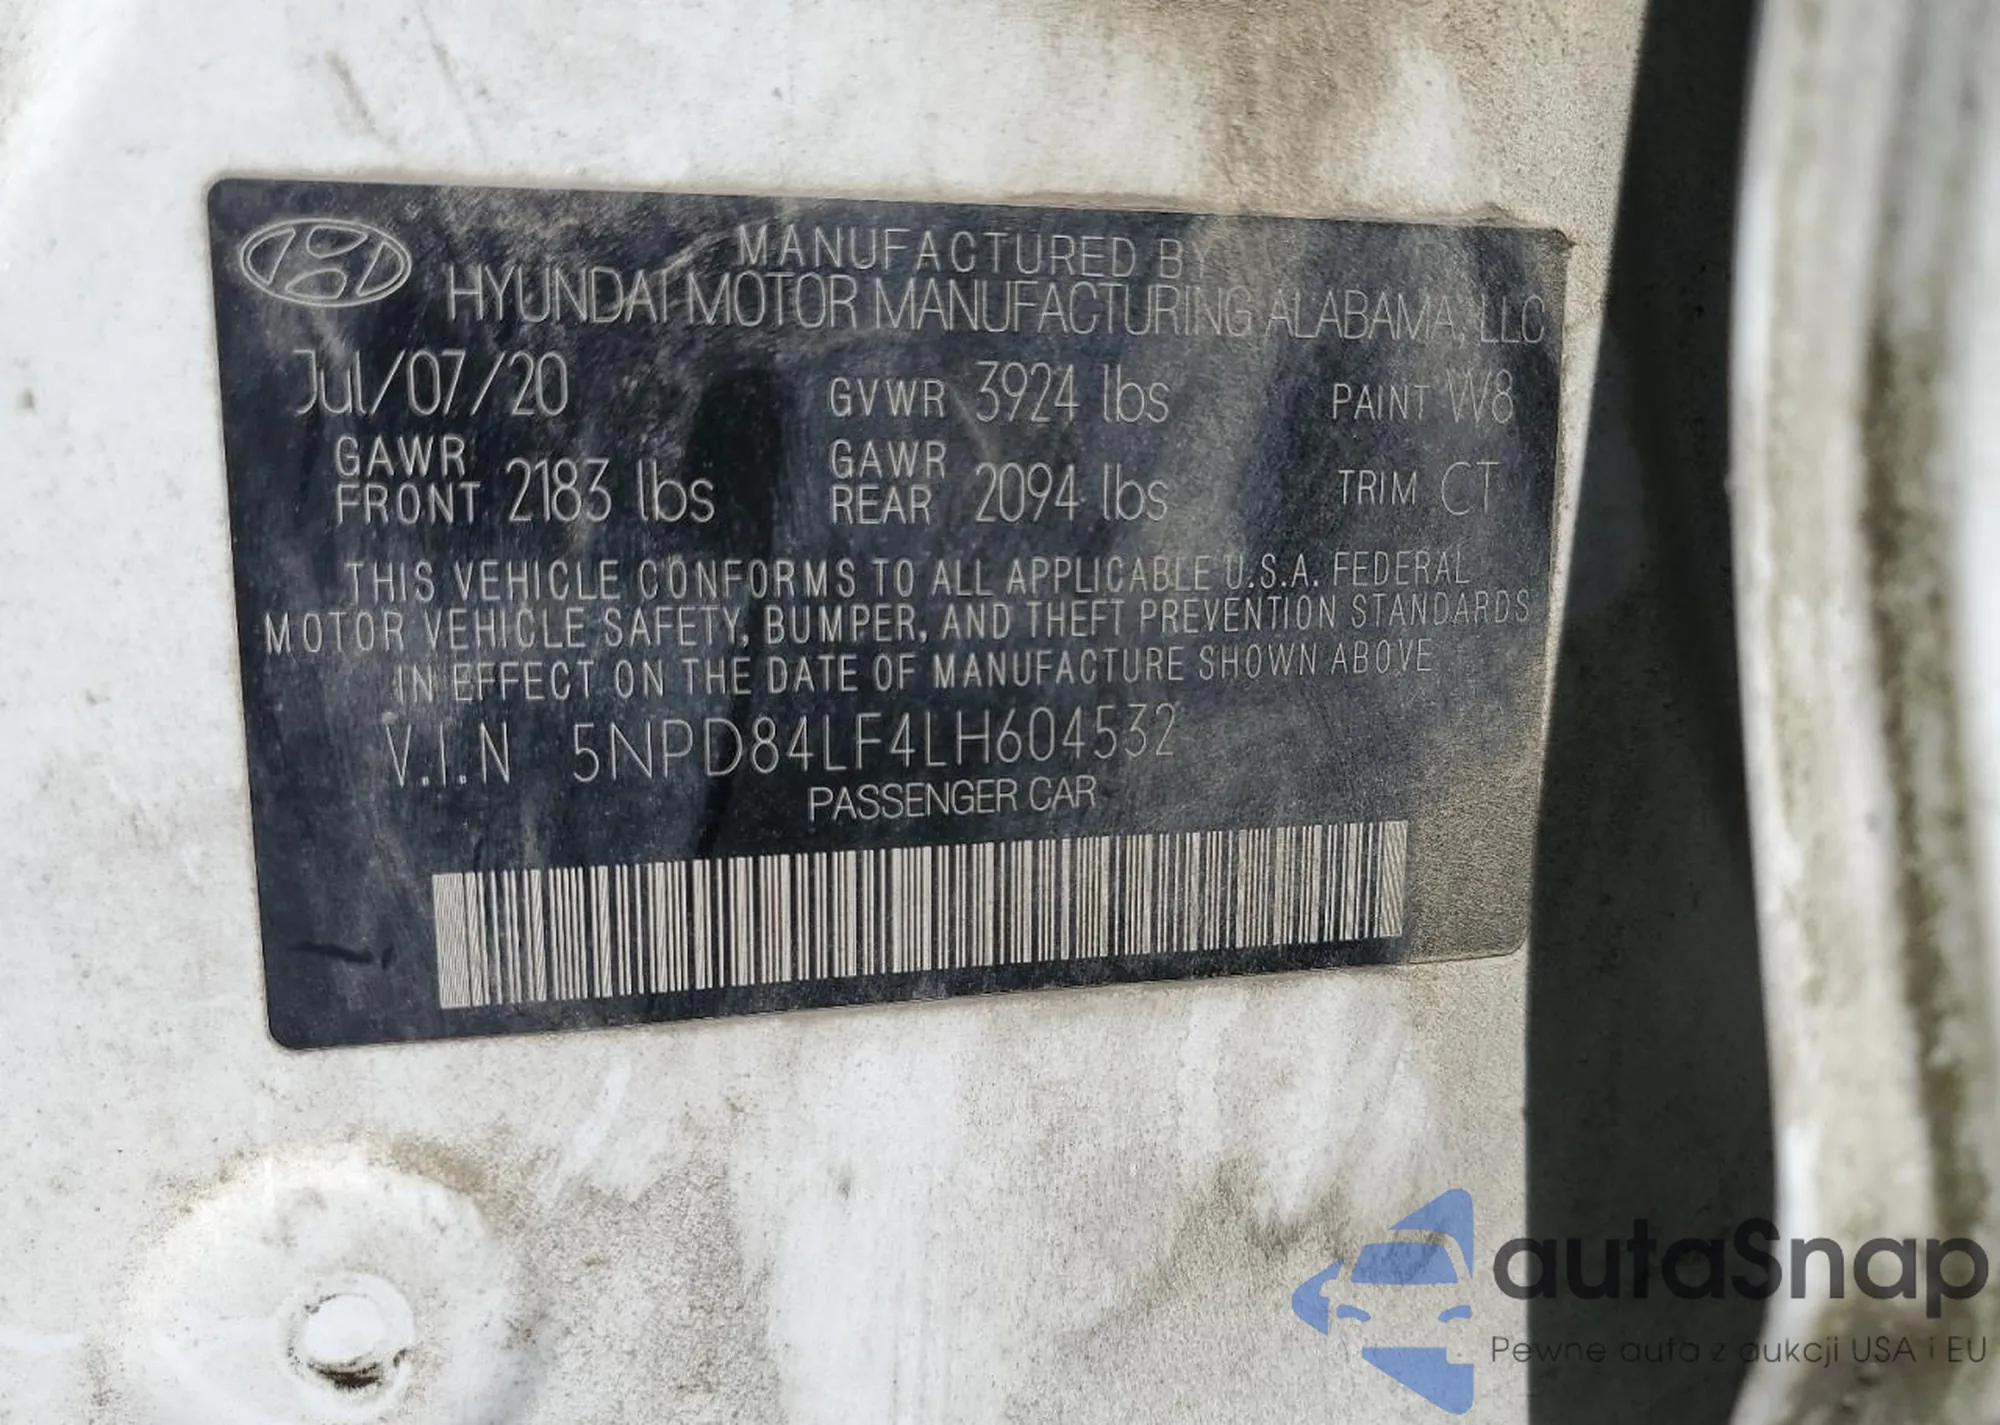 MANUFACTURED BY
HYUNDAI MOTOR MANUFACTURING ALABAMA, LLC
Jul/07/20 GVWR 3924 lbs PAINT W8
GAWR FRONT 2183 lbs GAWR REAR 2094 lbs TRIM CT
THIS VEHICLE CONFORMS TO ALL APPLICABLE U.S.A. FEDERAL
MOTOR VEHICLE SAFETY, BUMPER, AND THEFT PREVENTION STANDARDS
IN EFFECT ON THE DATE OF MANUFACTURE SHOWN ABOVE
V.I.N 5NPD84LF4LH604532
PASSENGER CAR
autaSnap
Pewne auta z aukcji USA i EU